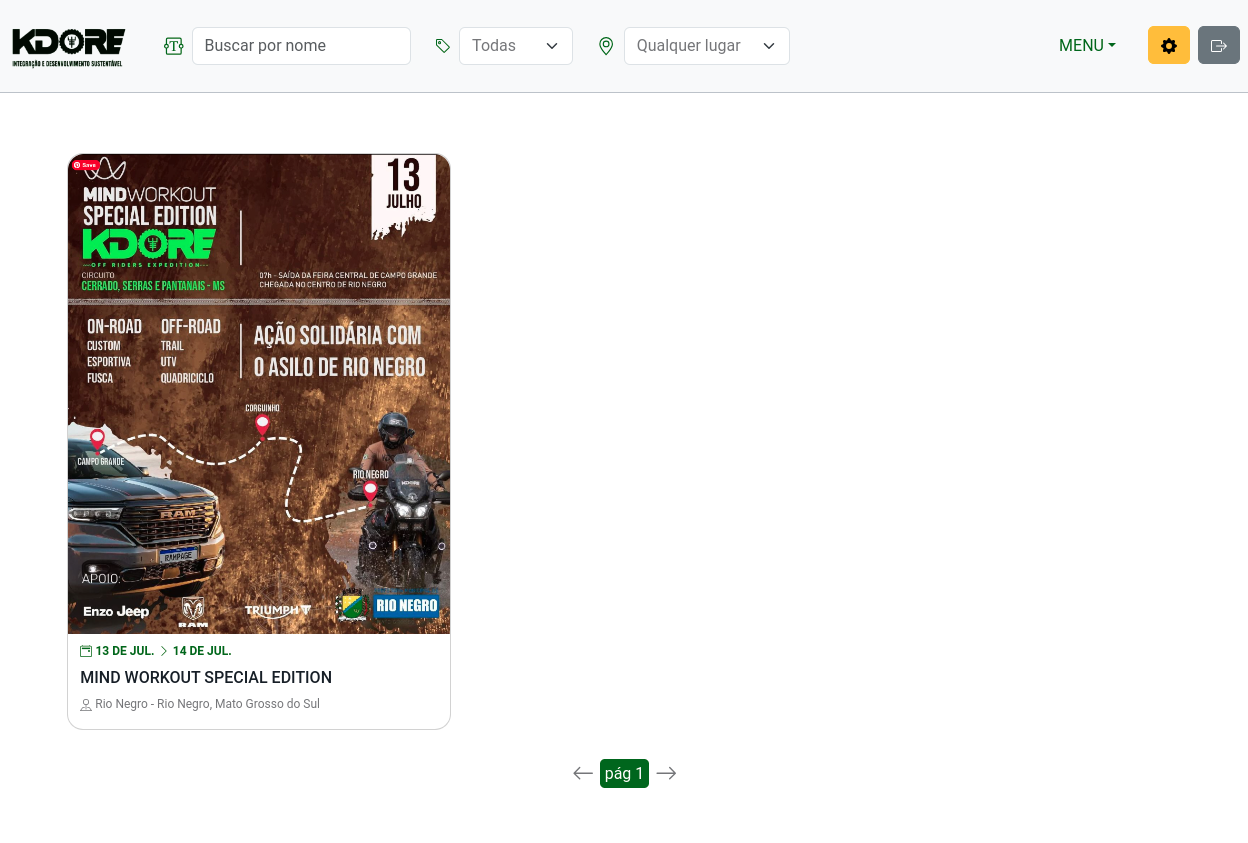 KDORE
INTEGRAÇÃO E DESENVOLVIMENTO SUSTENTÁVEL
Buscar por nome
Todas
Qualquer lugar
MENU
Save
13
JULHO
MINDWORKOUT
SPECIAL EDITION
KDORE
OFF RIDERS EXPEDITION
CIRCUITO
CERRADO, SERRAS E PANTANAIS - MS
07h - SAÍDA DA FEIRA CENTRAL DE CAMPO GRANDE
CHEGADA NO CENTRO DE RIO NEGRO
ON-ROAD
CUSTOM
ESPORTIVA
FUSCA
OFF-ROAD
TRAIL
UTV
QUADRICICLO
AÇÃO SOLIDÁRIA COM
O ASILO DE RIO NEGRO
CORGUINHO
CAMPO GRANDE
RIO NEGRO
RAM
RAMPAGE
APOIO:
Enzo Jeep
RAM
TRIUMPH
RIO NEGRO
13 DE JUL. > 14 DE JUL.
MIND WORKOUT SPECIAL EDITION
Rio Negro - Rio Negro, Mato Grosso do Sul
pág 1